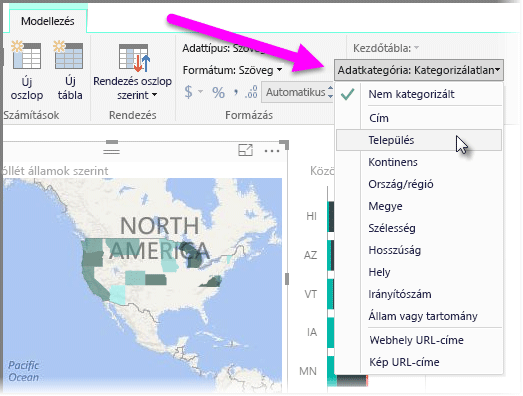 Modellezés
Új oszlop
Új tábla
Számítások
Rendezés oszlop szerint
Rendezés
Adattípus: Szöveg
Formátum: Szöveg
$ % , .00
Automatikus
Formázás
Kezdőtábla:
Adatkategória: Kategorizálatlan
Nem kategorizált
Cím
Település
Kontinens
Ország/régió
Megye
Szélesség
Hosszúság
Hely
Irányítószám
Állam vagy tartomány
Webhely URL-címe
Kép URL-címe
államok szerint
NORTH
AMERICA
Pacific
Ocean
HI
AZ
VT
IA
MN